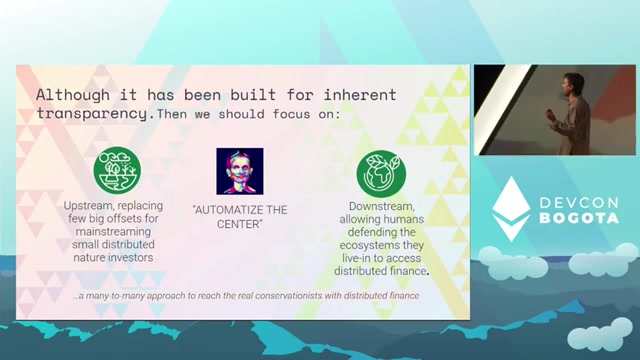 Although it has been built for inherent
transparency.Then we should focus on:
Upstream, replacing
few big offsets for
mainstreaming
small distributed
nature investors
“AUTOMATIZE THE
CENTER”
Downstream,
allowing humans
defending the
ecosystems they
live-in to access
distributed finance.
...a many-to-many approach to reach the real conservationists with distributed finance
DEVCON
BOGOTA